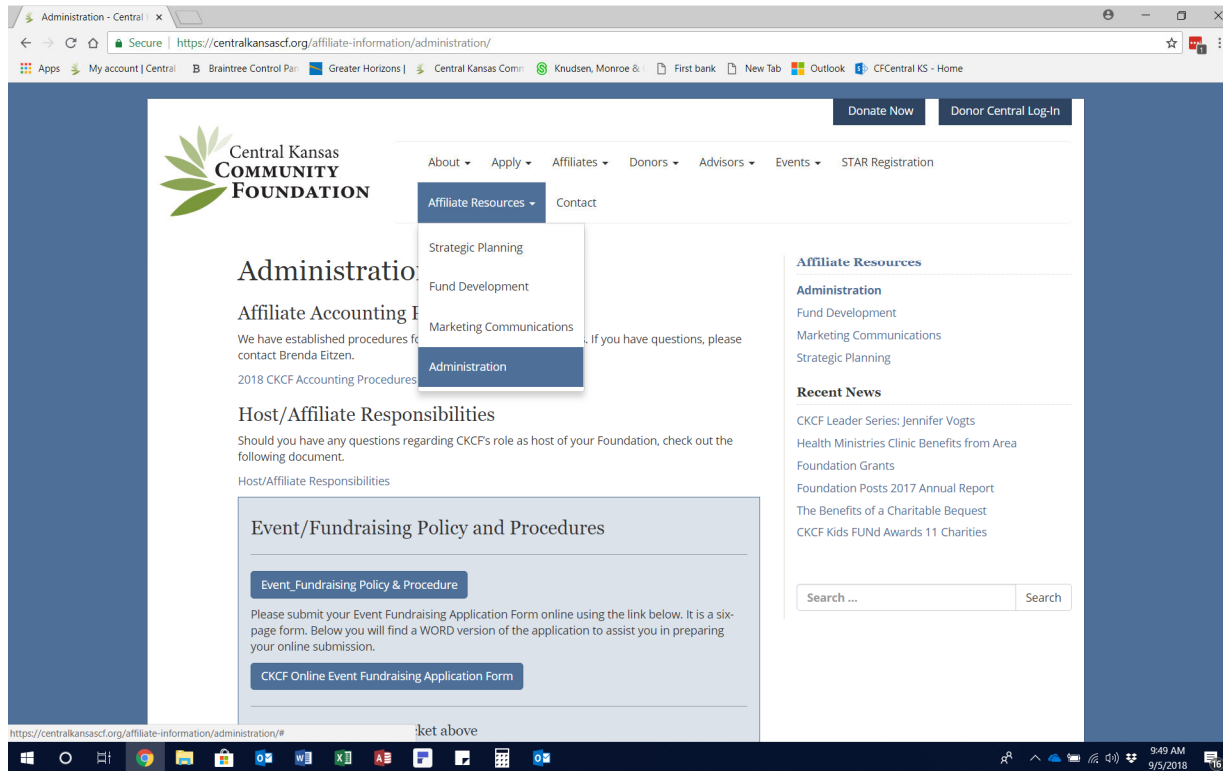 Administration - Central
Secure | https://centralkansascf.org/affiliate-information/administration/
Apps My account | Central B Braintree Control Pan Greater Horizons | Central Kansas Comm Knudsen, Monroe & First bank New Tab Outlook CFCentral KS - Home
Donate Now Donor Central Log-In
Central Kansas
COMMUNITY
FOUNDATION
About Apply Affiliates Donors Advisors Events STAR Registration
Affiliate Resources Contact
Strategic Planning
Fund Development
Marketing Communications
Administration
Administratio
Affiliate Accounting
We have established procedures fo . If you have questions, please
contact Brenda Eitzen.
2018 CKCF Accounting Procedures
Host/Affiliate Responsibilities
Should you have any questions regarding CKCF's role as host of your Foundation, check out the
following document.
Host/Affiliate Responsibilities
Event/Fundraising Policy and Procedures
Event_Fundraising Policy & Procedure
Please submit your Event Fundraising Application Form online using the link below. It is a six-
page form. Below you will find a WORD version of the application to assist you in preparing
your online submission.
CKCF Online Event Fundraising Application Form
ket above
Affiliate Resources
Administration
Fund Development
Marketing Communications
Strategic Planning
Recent News
CKCF Leader Series: Jennifer Vogts
Health Ministries Clinic Benefits from Area
Foundation Grants
Foundation Posts 2017 Annual Report
The Benefits of a Charitable Bequest
CKCF Kids FUNd Awards 11 Charities
Search ... Search
https://centralkansascf.org/affiliate-information/administration/#
9:49 AM
9/5/2018
16